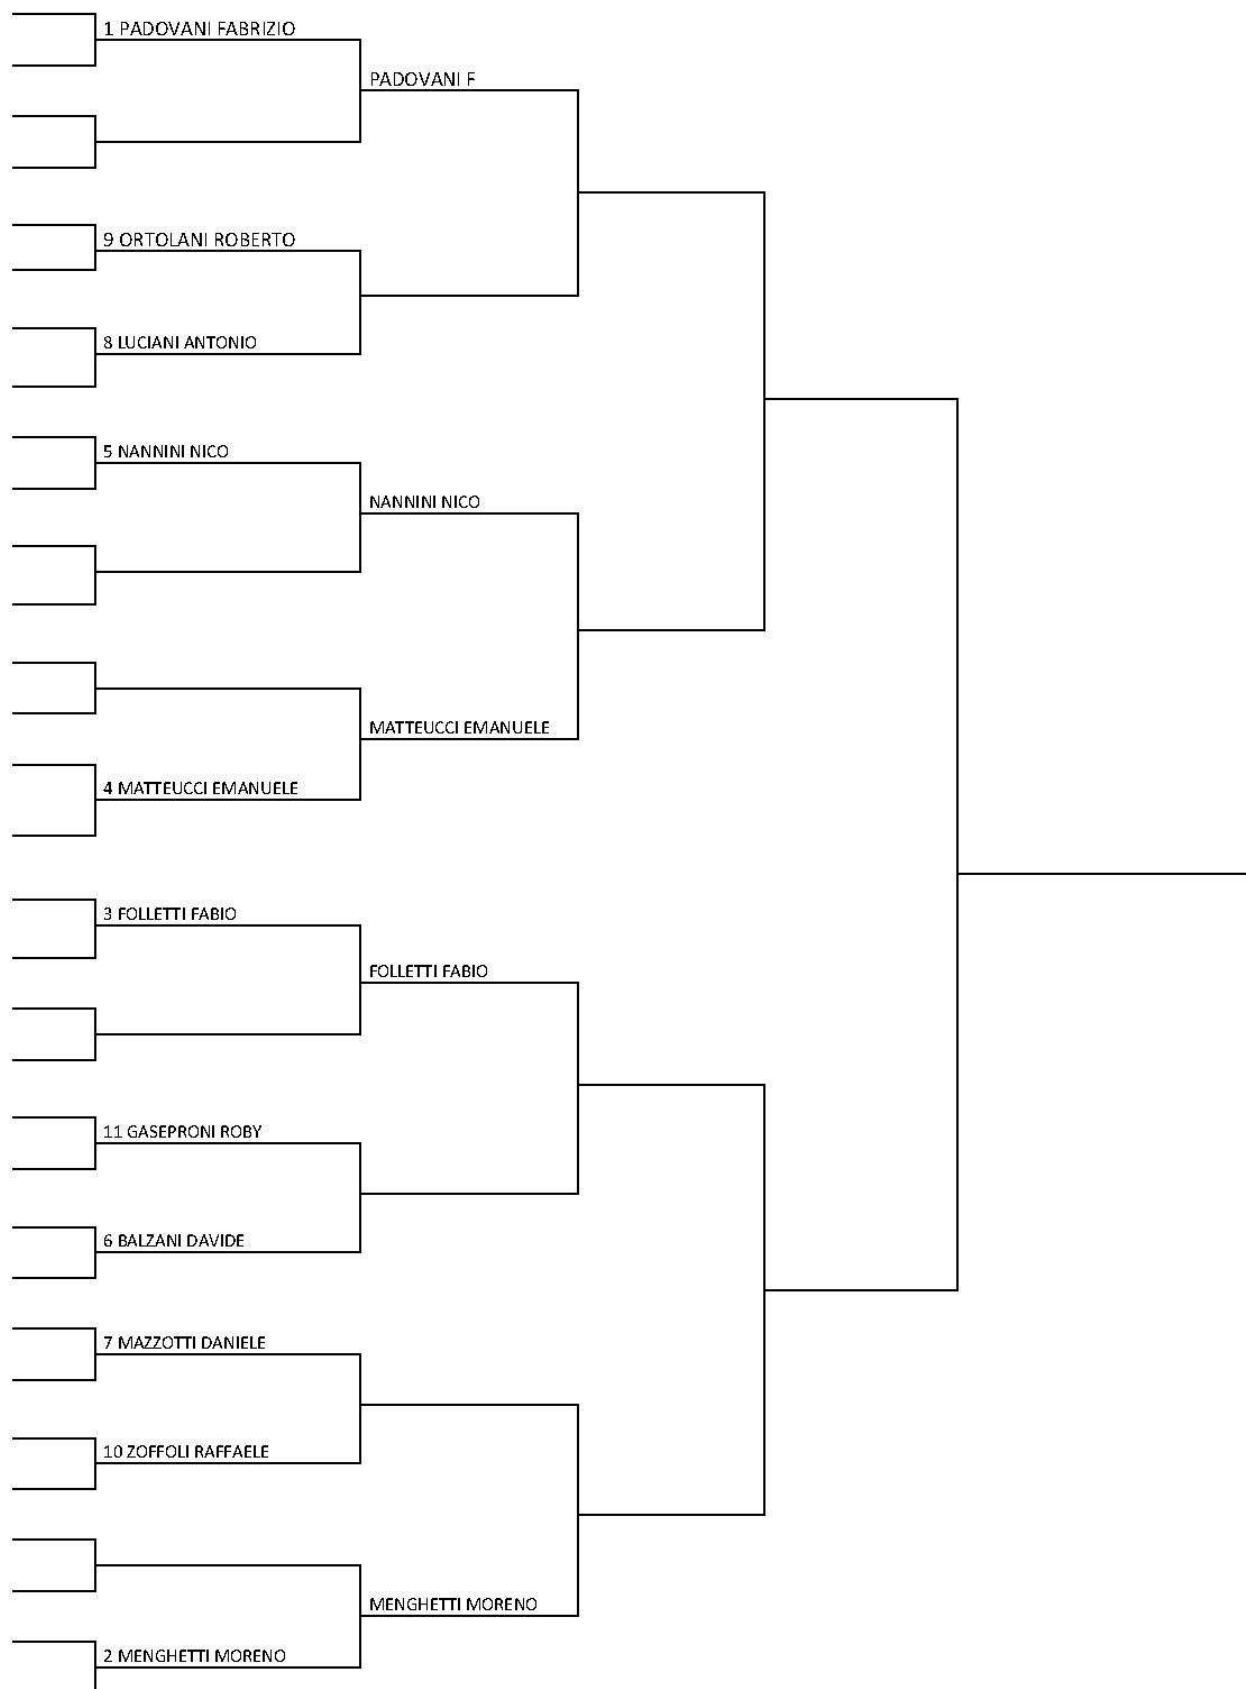 1 PADOVANI FABRIZIO
PADOVANI F
9 ORTOLANI ROBERTO
8 LUCIANI ANTONIO
5 NANNINI NICO
NANNINI NICO
MATTEUCCI EMANUELE
4 MATTEUCCI EMANUELE
3 FOLLETTI FABIO
FOLLETTI FABIO
11 GASEPRONI ROBY
6 BALZANI DAVIDE
7 MAZZOTTI DANIELE
10 ZOFFOLI RAFFAELE
MENGHETTI MORENO
2 MENGHETTI MORENO